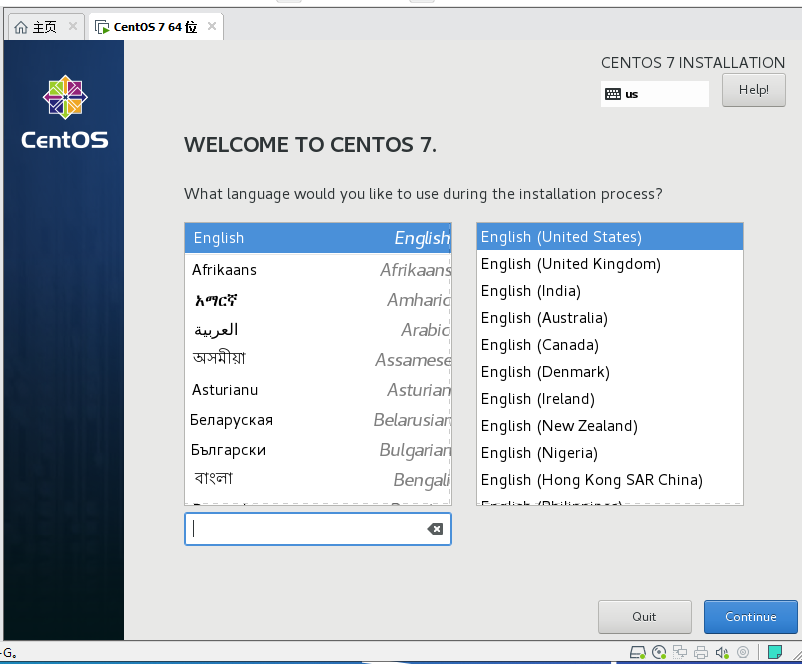 主页
CentOS 7 64 位
CentOS
CENTOS 7 INSTALLATION
us
Help!
WELCOME TO CENTOS 7.
What language would you like to use during the installation process?
English English
Afrikaans Afrikaans
አማርኛ Amharic
العربية Arabic
অসমীয়া Assamese
Asturianu Asturian
Беларуская Belarusian
Български Bulgarian
বাংলা Bengali
English (United States)
English (United Kingdom)
English (India)
English (Australia)
English (Canada)
English (Denmark)
English (Ireland)
English (New Zealand)
English (Nigeria)
English (Hong Kong SAR China)
English (Philippines)
Quit
Continue
-G。